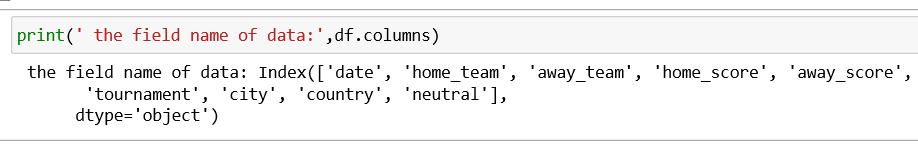 print(' the field name of data:',df.columns)
the field name of data: Index(['date', 'home_team', 'away_team', 'home_score', 'away_score',
'tournament', 'city', 'country', 'neutral'],
dtype='object')